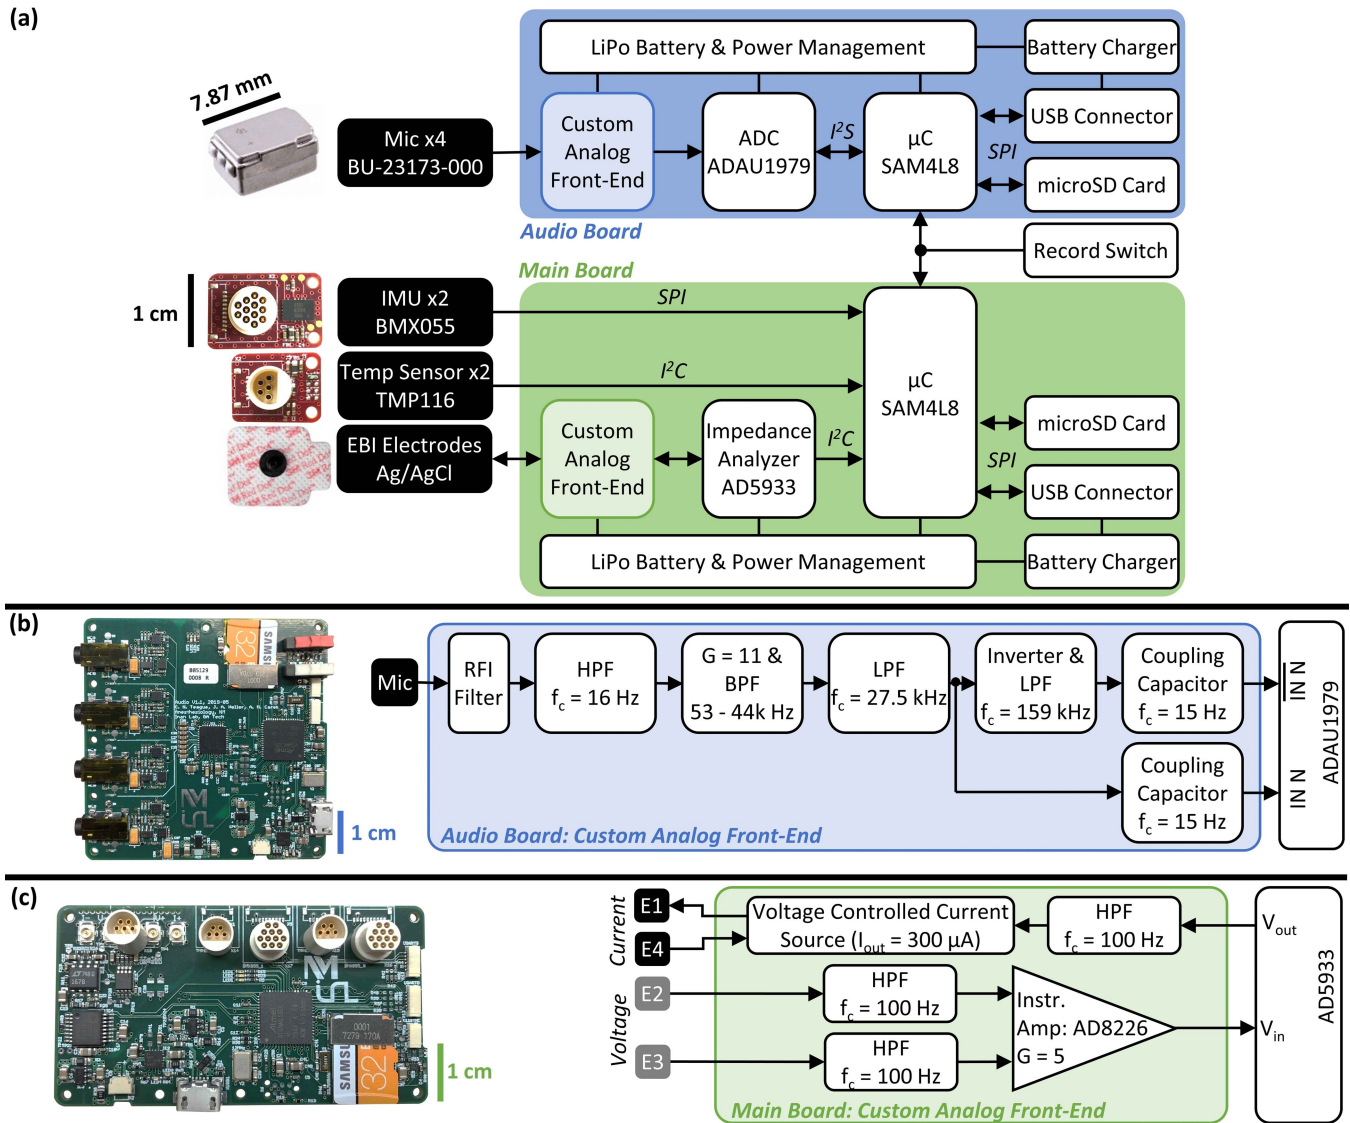 (a)
LiPo Battery & Power Management
Battery Charger
7.87 mm
Mic x4
BU-23173-000
Custom
Analog
Front-End
ADC
ADAU1979
I²S
µC
SAM4L8
USB Connector
SPI
microSD Card
Audio Board
Record Switch
Main Board
1 cm
IMU x2
BMX055
SPI
Temp Sensor x2
TMP116
I²C
µC
SAM4L8
EBI Electrodes
Ag/AgCl
Custom
Analog
Front-End
Impedance
Analyzer
AD5933
I²C
microSD Card
SPI
USB Connector
LiPo Battery & Power Management
Battery Charger
(b)
32
SAMSU
1 cm
Mic
RFI
Filter
HPF
fc = 16 Hz
G = 11 &
BPF
53 - 44k Hz
LPF
fc = 27.5 kHz
Inverter &
LPF
fc = 159 kHz
Coupling
Capacitor
fc = 15 Hz
Coupling
Capacitor
fc = 15 Hz
IN N
IN N
ADAU1979
Audio Board: Custom Analog Front-End
(c)
SAMSU
32
1 cm
Current
E1
E4
Voltage
E2
E3
Voltage Controlled Current
Source (Iout = 300 µA)
HPF
fc = 100 Hz
HPF
fc = 100 Hz
HPF
fc = 100 Hz
Instr.
Amp: AD8226
G = 5
Vout
Vin
AD5933
Main Board: Custom Analog Front-End